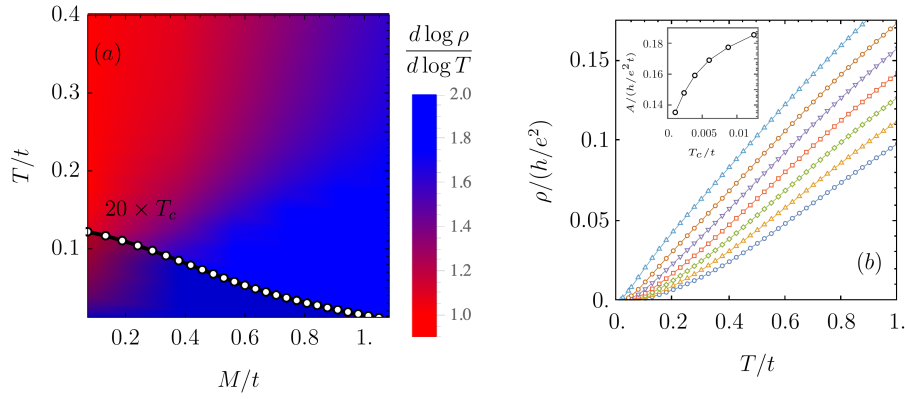 (a)
20 × T_c
T/t
0.4
0.3
0.2
0.1
0.2
0.4
0.6
0.8
1.
M/t
d log ρ
d log T
2.0
1.8
1.6
1.4
1.2
1.0
ρ/(h/e²)
0.15
0.1
0.05
0.
0.
0.2
0.4
0.6
0.8
1.
T/t
(b)
A/(h/e²t)
0.18
0.16
0.14
0.
0.005
0.01
T_c/t